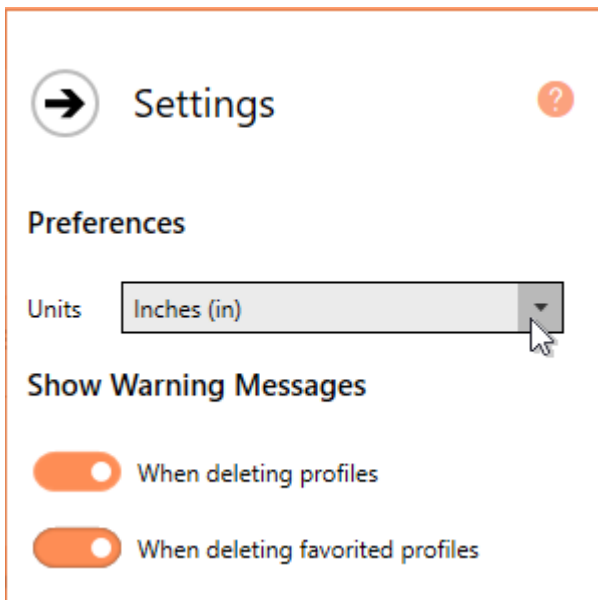 Settings
?
Preferences
Units Inches (in)
Show Warning Messages
When deleting profiles
When deleting favorited profiles